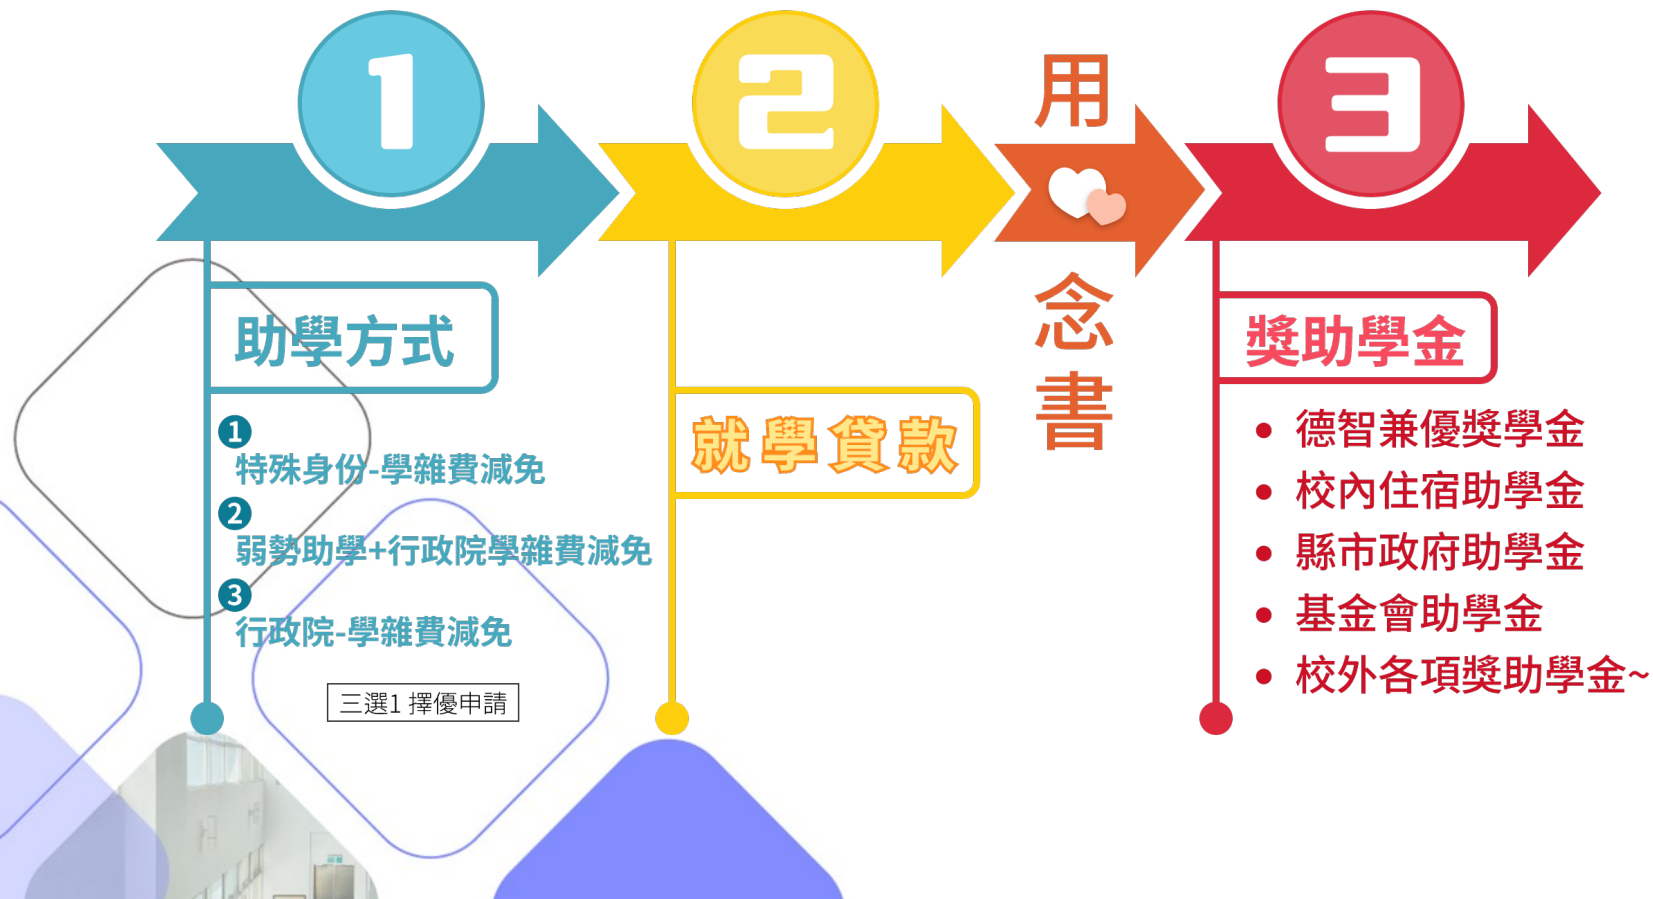 1
助學方式
1
特殊身份-學雜費減免
2
弱勢助學+行政院學雜費減免
3
行政院-學雜費減免
三選1 擇優申請
2
就學貸款
用
念
書
3
獎助學金
• 德智兼優獎學金
• 校內住宿助學金
• 縣市政府助學金
• 基金會助學金
• 校外各項獎助學金~